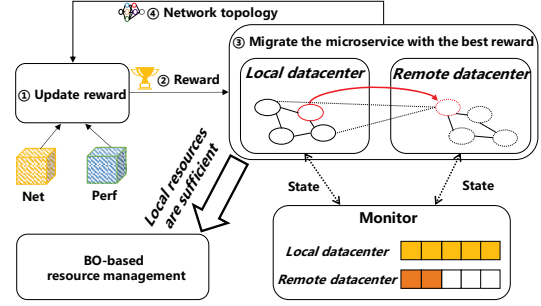 ④ Network topology
③ Migrate the microservice with the best reward
Local datacenter
Remote datacenter
① Update reward
② Reward
Net
Perf
Local resources
are sufficient
State
State
Monitor
Local datacenter
Remote datacenter
BO-based
resource management